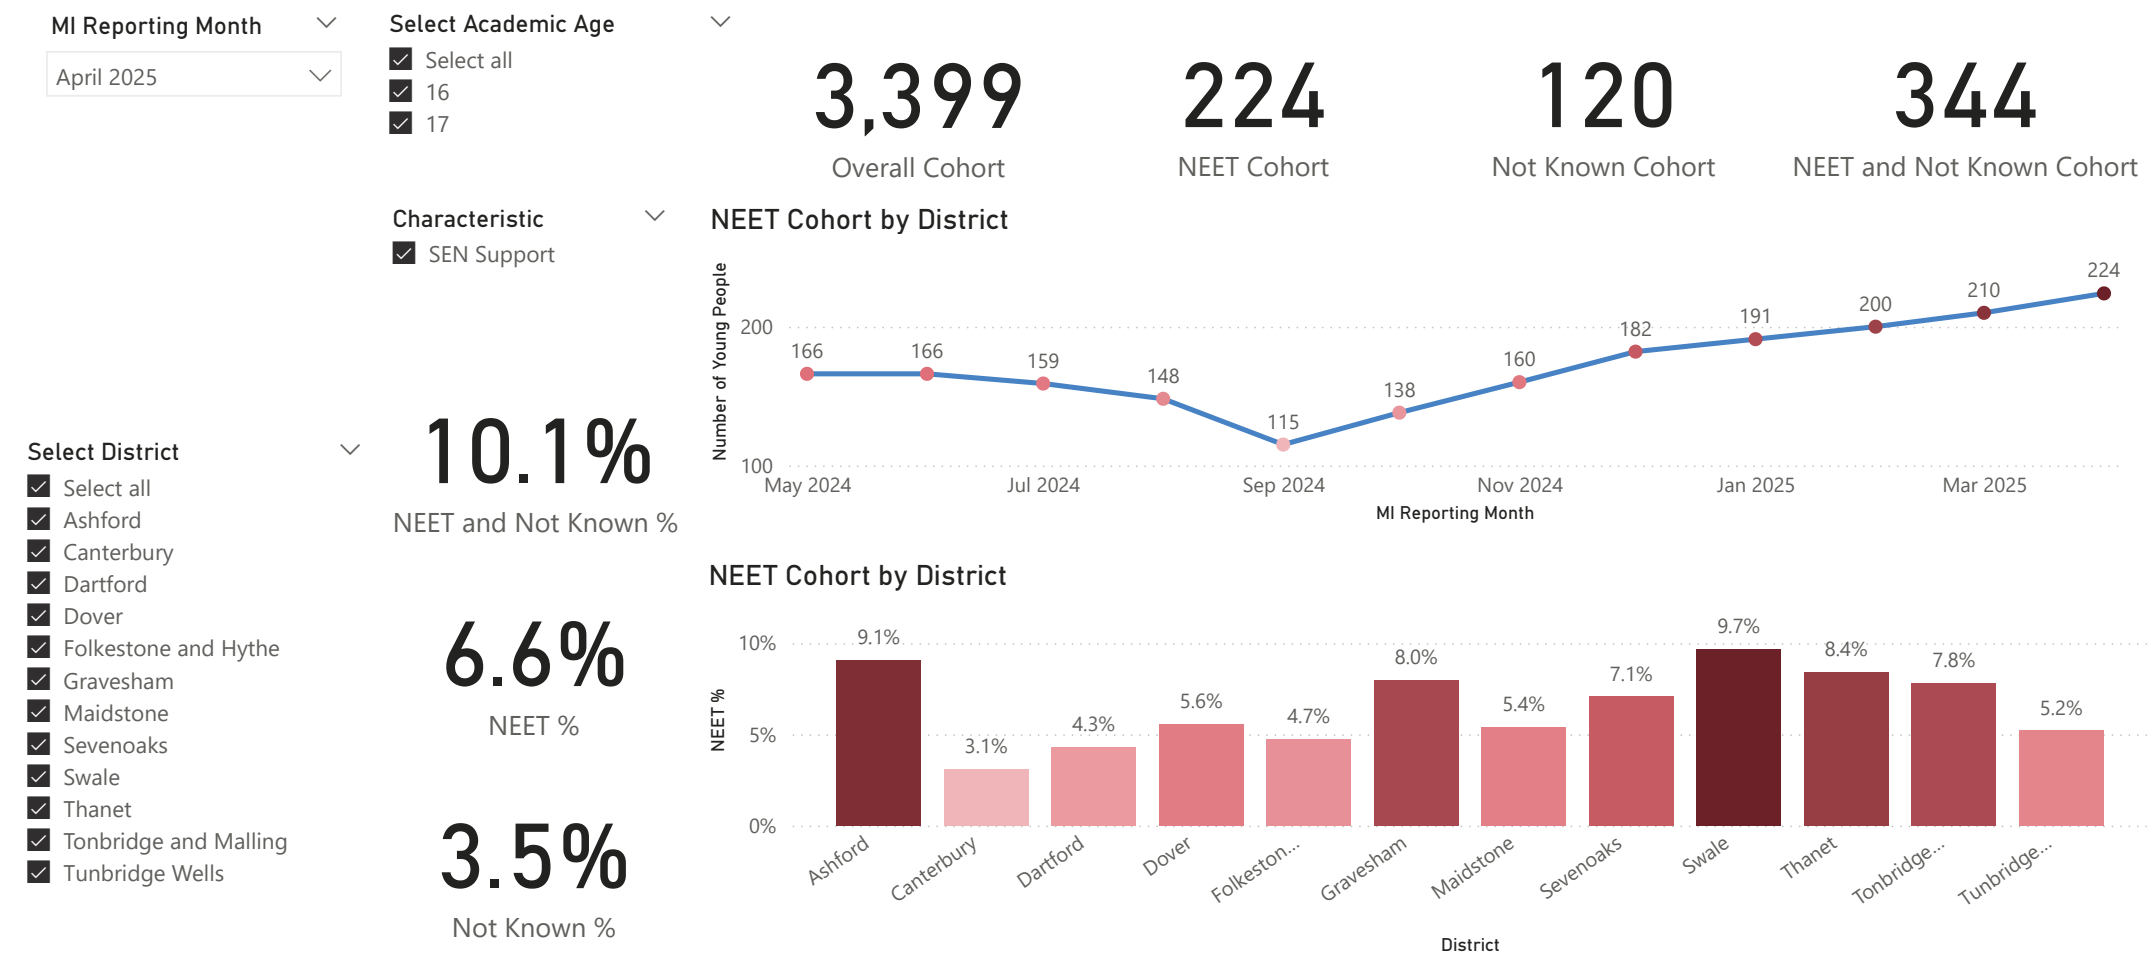 MI Reporting Month
April 2025
Select Academic Age
Select all
16
17
3,399
Overall Cohort
224
NEET Cohort
120
Not Known Cohort
344
NEET and Not Known Cohort
Characteristic
SEN Support
NEET Cohort by District
Number of Young People
200
100
166
166
159
148
115
138
160
182
191
200
210
224
May 2024
Jul 2024
Sep 2024
Nov 2024
Jan 2025
Mar 2025
MI Reporting Month
Select District
Select all
Ashford
Canterbury
Dartford
Dover
Folkestone and Hythe
Gravesham
Maidstone
Sevenoaks
Swale
Thanet
Tonbridge and Malling
Tunbridge Wells
10.1%
NEET and Not Known %
6.6%
NEET %
3.5%
Not Known %
NEET Cohort by District
NEET %
10%
5%
0%
9.1%
3.1%
4.3%
5.6%
4.7%
8.0%
5.4%
7.1%
9.7%
8.4%
7.8%
5.2%
Ashford
Canterbury
Dartford
Dover
Folkeston...
Gravesham
Maidstone
Sevenoaks
Swale
Thanet
Tonbridge...
Tunbridge...
District